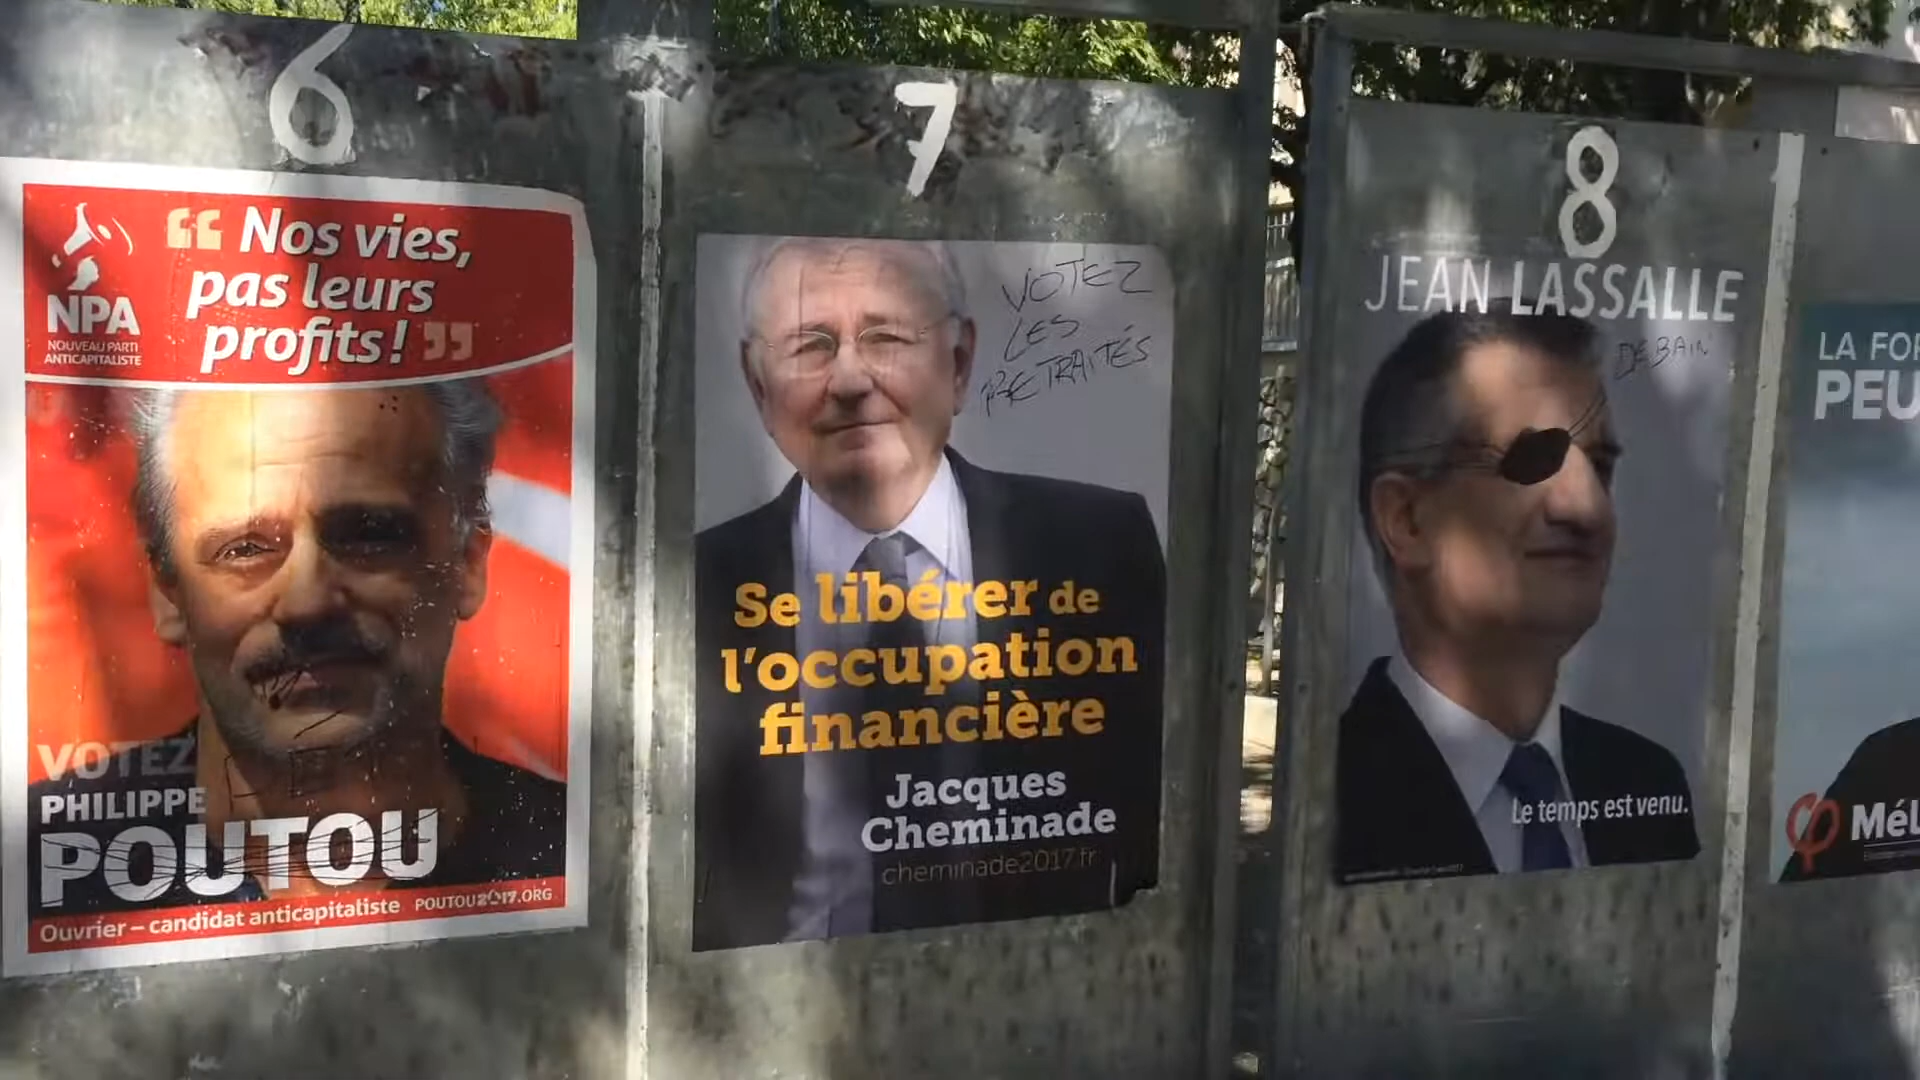 6
“ Nos vies,
pas leurs
profits ! ”
NPA
NOUVEAU PARTI
ANTICAPITALISTE
VOTEZ
PHILIPPE
POUTOU
Ouvrier – candidat anticapitaliste POUTOU2017.ORG
7
VOTEZ
LES
RETRAITÉS
Se libérer de
l’occupation
financière
Jacques
Cheminade
cheminade2017.fr
8
JEAN LASSALLE
DE BAIN
Le temps est venu.
LA FOR
PEU
Mél